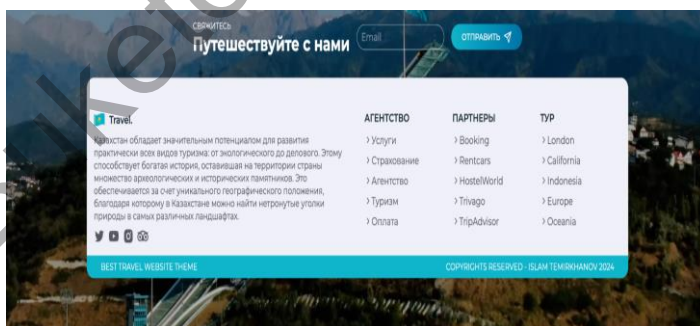 СВЯЖИТЕСЬ
Путешествуйте с нами
Email
ОТПРАВИТЬ
Travel.
Казахстан обладает значительным потенциалом для развития
практически всех видов туризма: от экологического до делового. Этому
способствует богатая история, оставившая на территории страны
множество археологических и исторических памятников. Это
обеспечивается за счет уникального географического положения,
благодаря которому в Казахстане можно найти нетронутые уголки
природы в самых различных ландшафтах.
АГЕНТСТВО
> Услуги
> Страхование
> Агентство
> Туризм
> Оплата
ПАРТНЕРЫ
> Booking
> Rentcars
> HostelWorld
> Trivago
> TripAdvisor
ТУР
> London
> California
> Indonesia
> Europe
> Oceania
BEST TRAVEL WEBSITE THEME
COPYRIGHTS RESERVED - ISLAM TEMIRKHANOV 2024